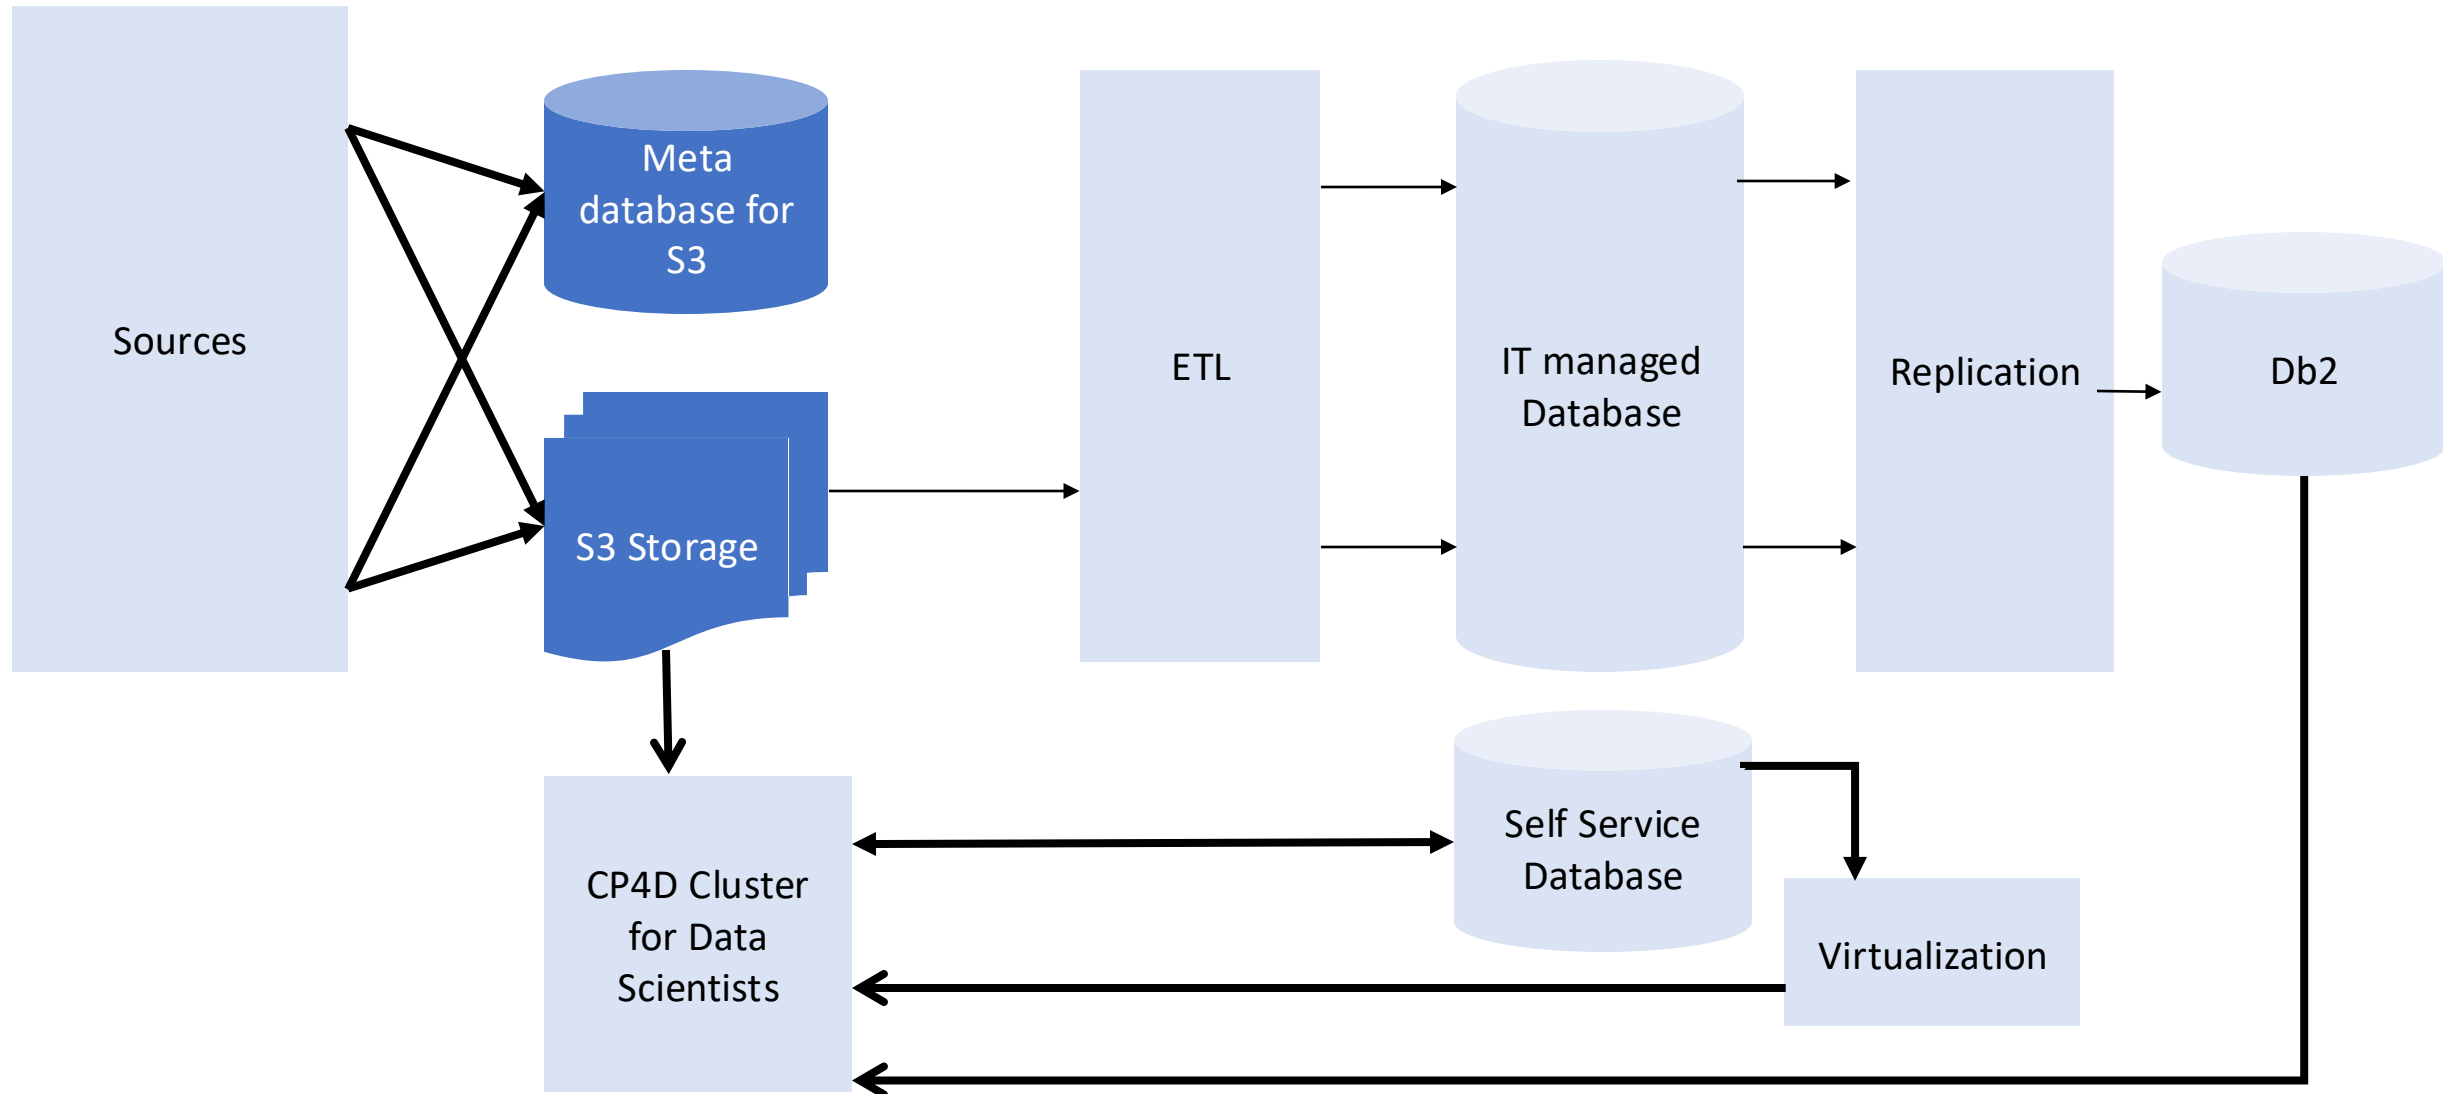 Sources
Meta
database for
S3
S3 Storage
ETL
IT managed
Database
Replication
Db2
CP4D Cluster
for Data
Scientists
Self Service
Database
Virtualization